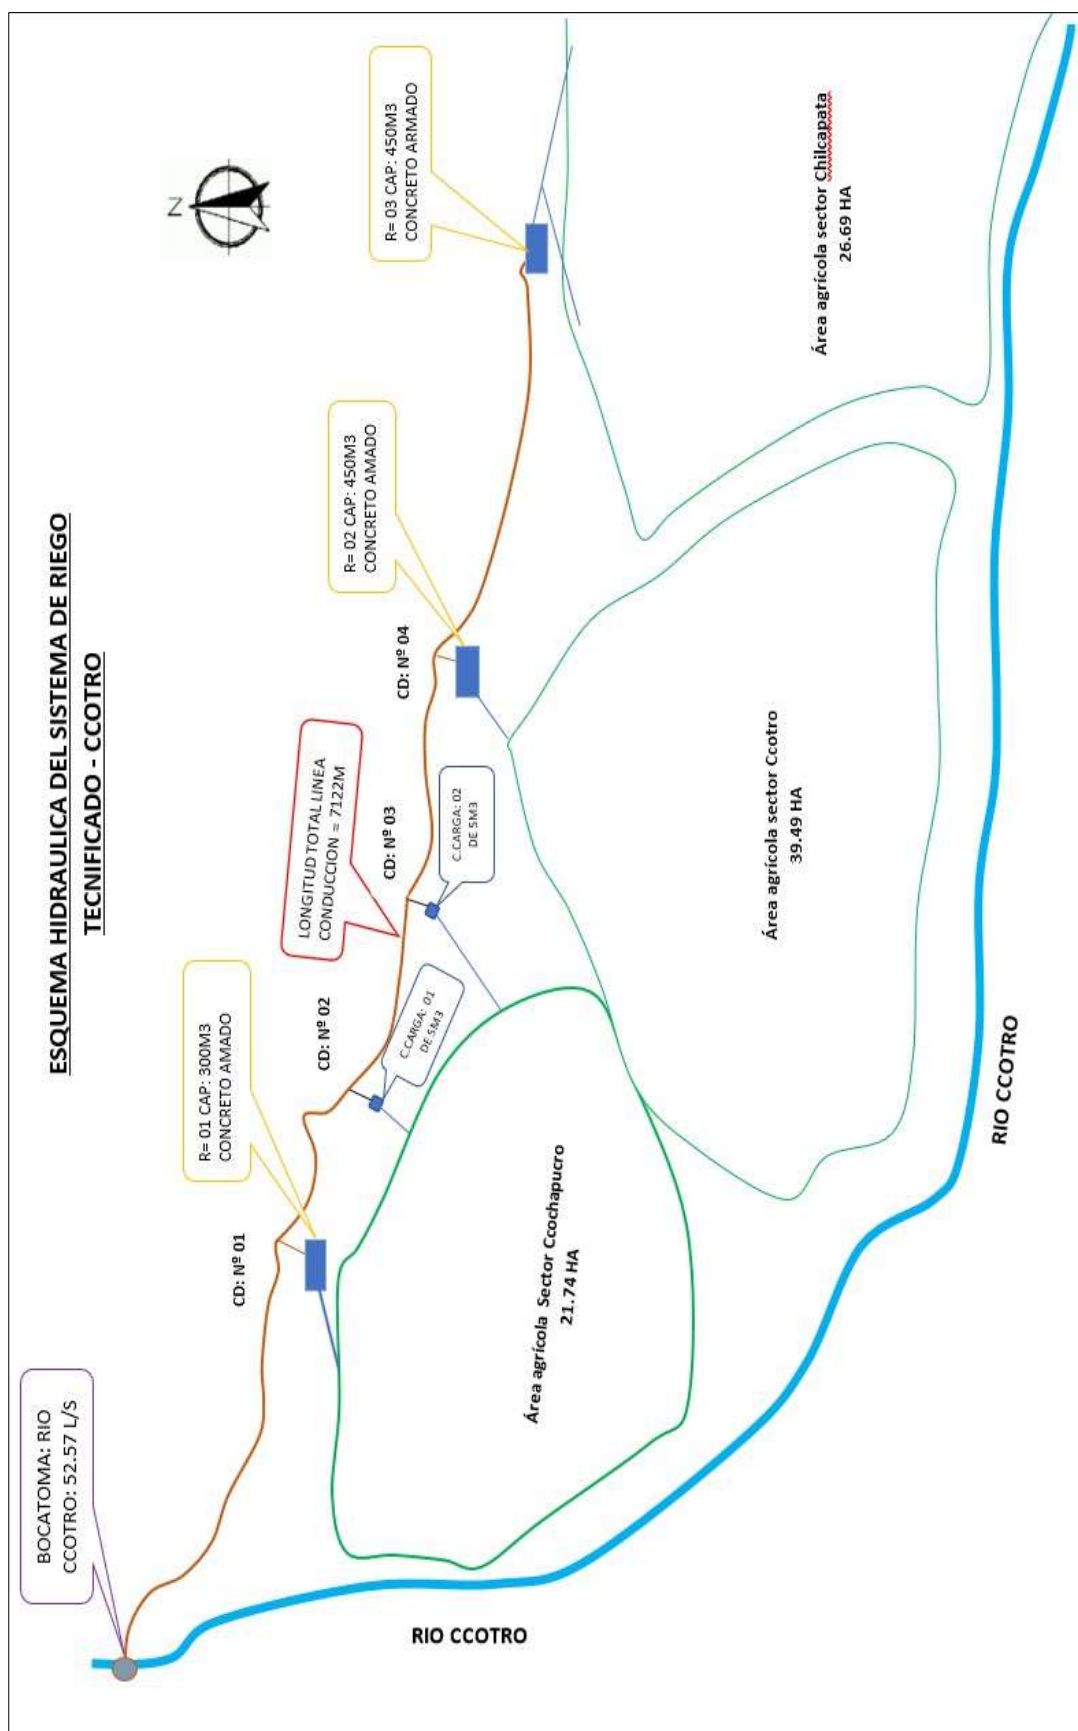 ESQUEMA HIDRAULICA DEL SISTEMA DE RIEGO
TECNIFICADO - CCOTRO
BOCATOMA: RIO
CCOTRO: 52.57 L/S
R= 01 CAP: 300M3
CONCRETO AMADO
LONGITUD TOTAL LINEA
CONDUCCION = 7122M
R= 02 CAP: 450M3
CONCRETO AMADO
R= 03 CAP: 450M3
CONCRETO ARMADO
N
CD: Nº 01
CD: Nº 02
CD: Nº 03
CD: Nº 04
C.CARGA: 01
DE 5M3
C.CARGA: 02
DE 5M3
Área agrícola Sector Ccochapucro
21.74 HA
Área agrícola sector Ccotro
39.49 HA
Área agrícola sector Chilcapata
26.69 HA
RIO CCOTRO
RIO CCOTRO